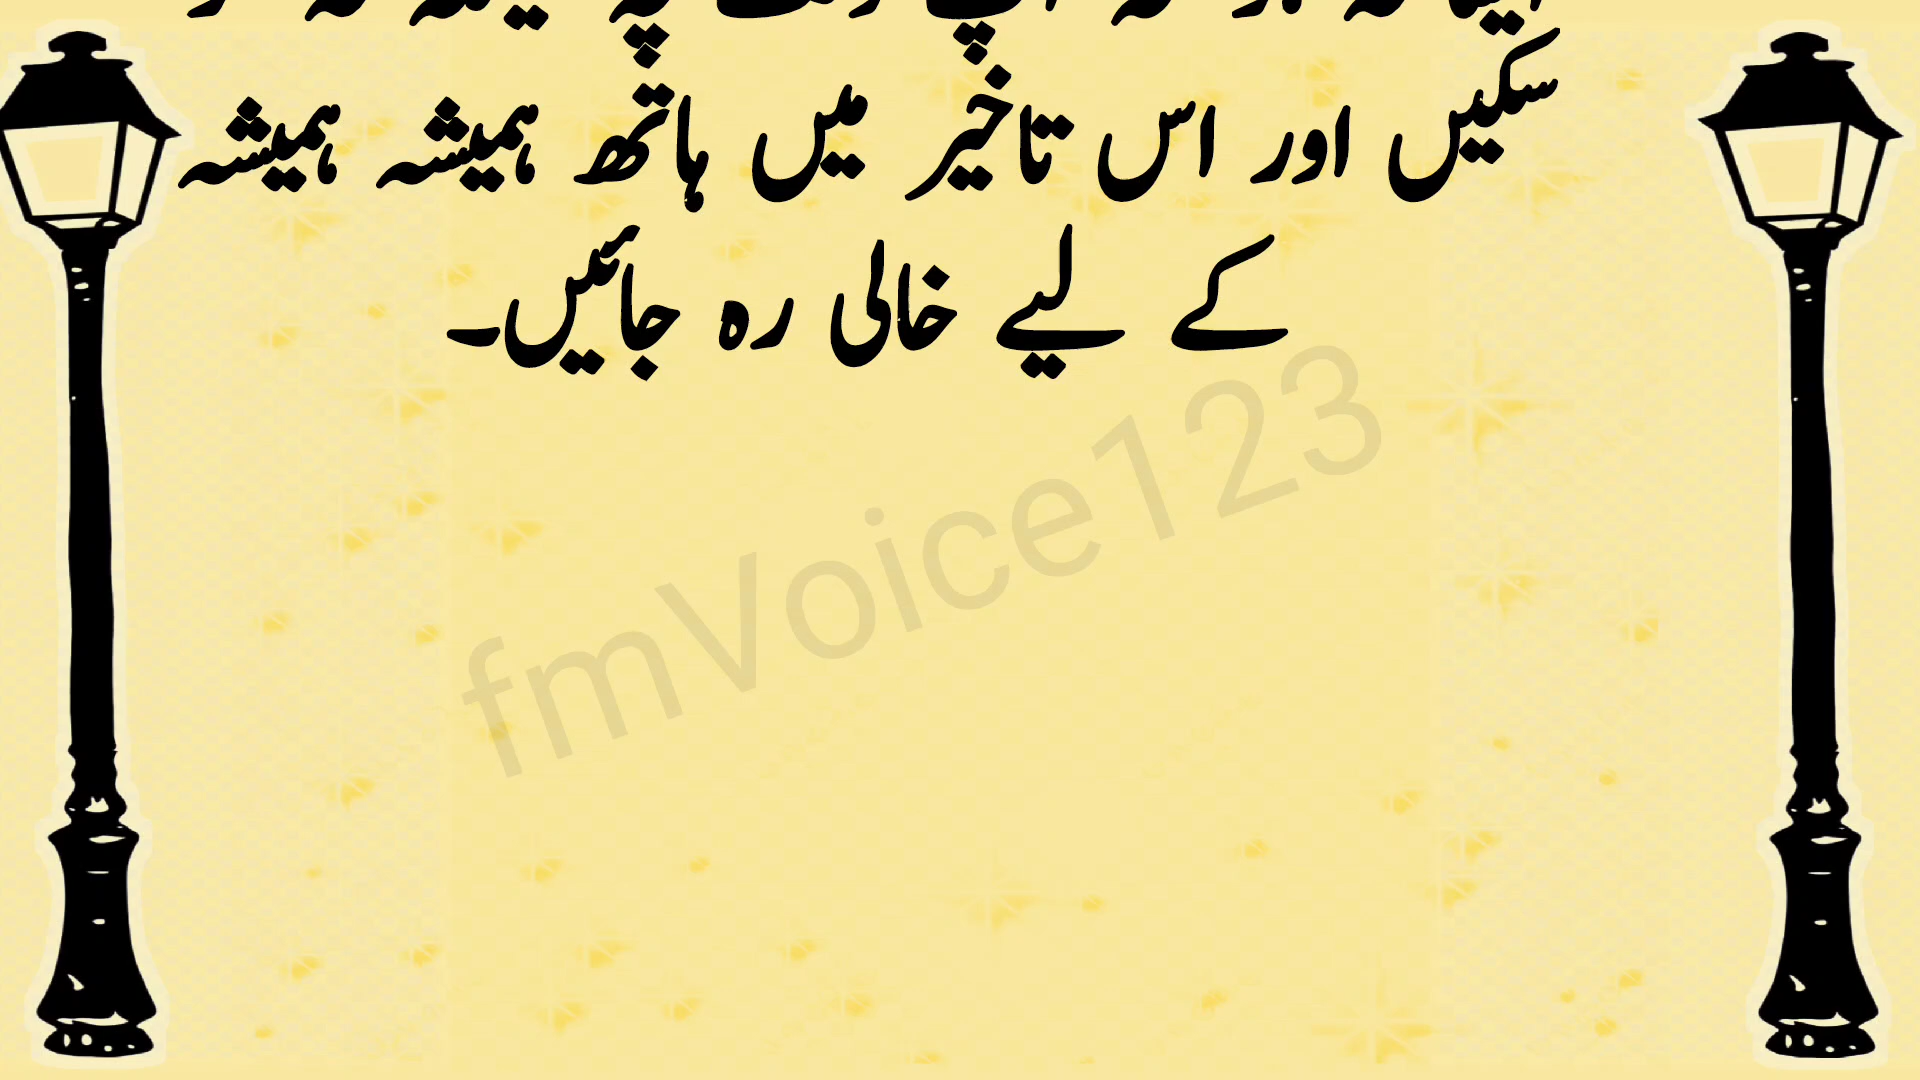 سکیں اور اس تاخیر میں ہاتھ ہمیشہ ہمیشہ
کے لیے خالی رہ جائیں۔
fmVoice123